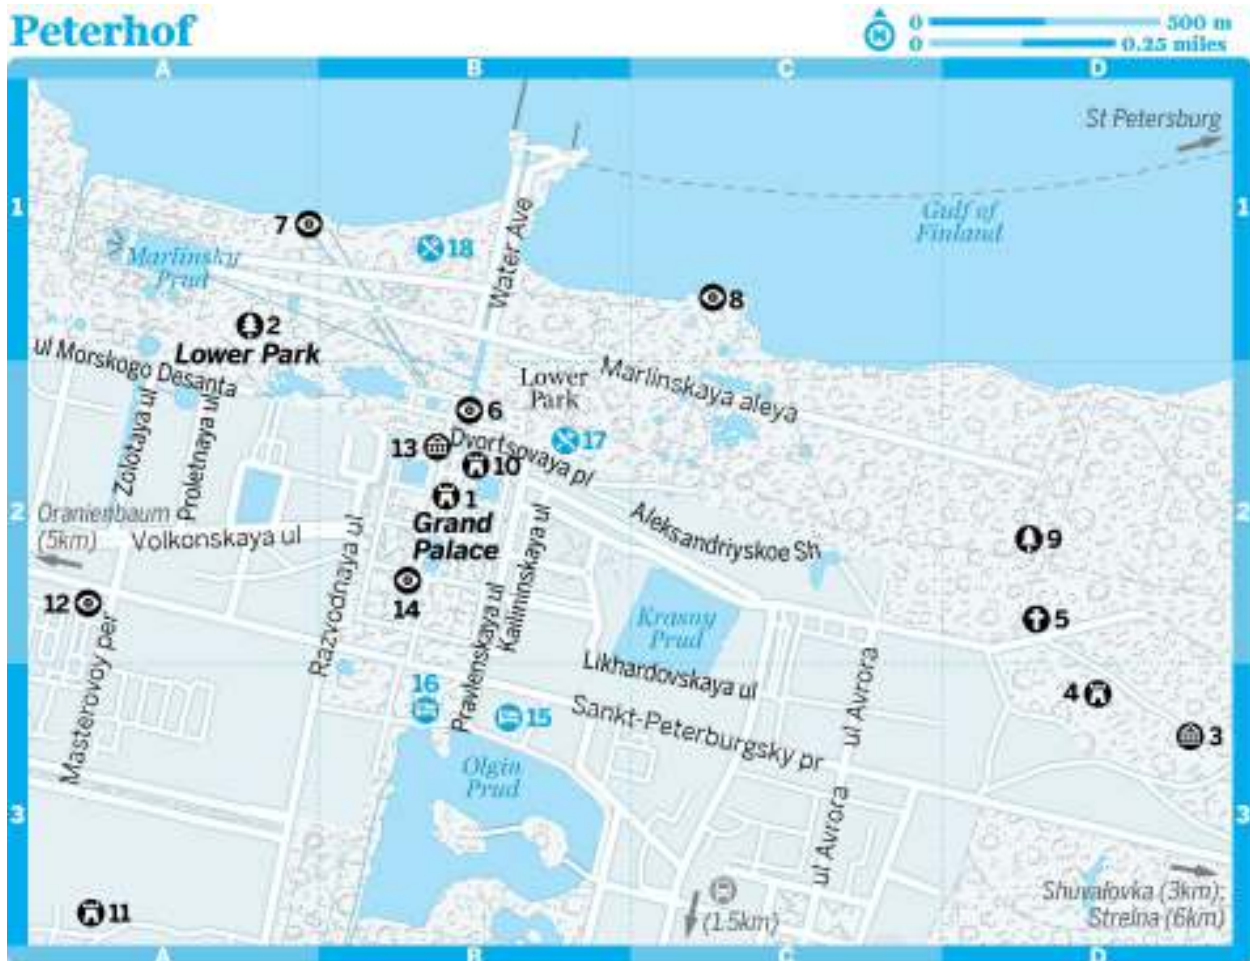 Peterhof
0 500 m
0 0.25 miles
A B C D
St Petersburg
1 1
7
18
Gulf of
Finland
Marlinsky
Prud
Water Ave
8
2
Lower Park
ul Morskogo Desanta
Lower
Park
Marlinskaya aleya
6
17
13
Dvortsovaya pl
10
1
Grand
Palace
Zolotaya ul
Proletnaya ul
2 2
Oranienbaum
(5km)
Volkonskaya ul
Razvodnaya ul
Aleksandriyskoe Sh
9
12
14
Kalininskaya ul
Pravlenskaya ul
Krasny
Prud
5
Masterovoy per
Likhardovskaya ul
16
15
Sankt-Peterburgsky pr
ul Avrora
4
3
Olgin
Prud
3 3
ul Avrora
11
(1.5km)
Shuvalovka (3km);
Strelna (6km)
A B C D